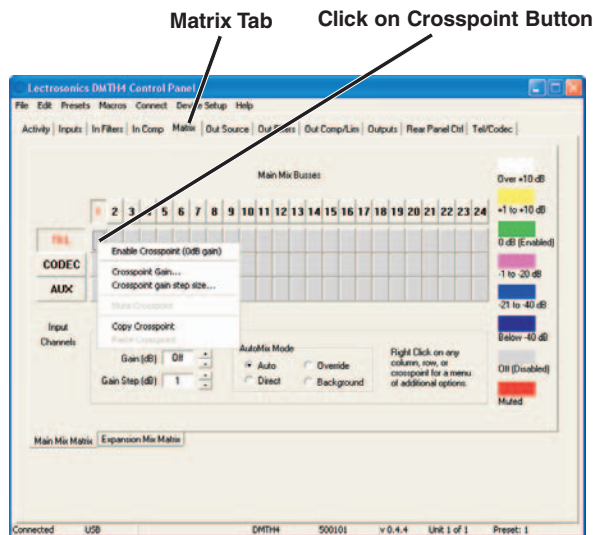 Matrix Tab Click on Crosspoint Button
Lectrosonics DMTH4 Control Panel
File Edit Presets Macros Connect Device Setup Help
Activity Inputs In Filters In Comp Matrix Out Source Out Filters Out Comp/Lim Outputs Rear Panel Ctrl Tel/Codec
Main Mix Busses
1 2 3 4 5 6 7 8 9 10 11 12 13 14 15 16 17 18 19 20 21 22 23 24
TEL
CODEC
AUX
Input
Channels
Enable Crosspoint (0dB gain)
Crosspoint Gain...
Crosspoint gain step size...
Mute Crosspoint
Copy Crosspoint
Paste Crosspoint
Gain (dB) Off
Gain Step (dB) 1
AutoMix Mode
Auto Override
Direct Background
Right Click on any
column, row, or
crosspoint for a menu
of additional options.
Over +10 dB
+1 to +10 dB
0 dB (Enabled)
-1 to -20 dB
-21 to -40 dB
Below -40 dB
Off (Disabled)
Muted
Main Mix Matrix Expansion Mix Matrix
Connected USB DMTH4 500101 v 0.4.4 Unit 1 of 1 Preset: 1